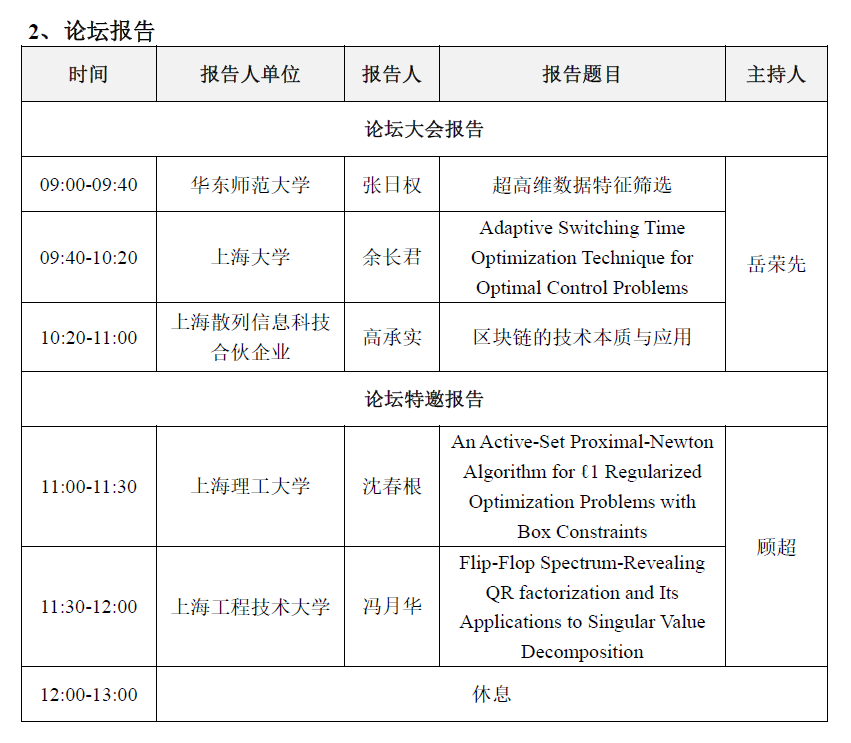 2、论坛报告
时间 报告人单位 报告人 报告题目 主持人
论坛大会报告
09:00-09:40 华东师范大学 张日权 超高维数据特征筛选
岳荣先
09:40-10:20 上海大学 余长君
Adaptive Switching Time
Optimization Technique for
Optimal Control Problems
10:20-11:00
上海散列信息科技
合伙企业
高承实 区块链的技术本质与应用
论坛特邀报告
11:00-11:30 上海理工大学 沈春根
An Active-Set Proximal-Newton
Algorithm for ℓ1 Regularized
Optimization Problems with
Box Constraints
顾超
11:30-12:00 上海工程技术大学 冯月华
Flip-Flop Spectrum-Revealing
QR factorization and Its
Applications to Singular Value
Decomposition
12:00-13:00 休息